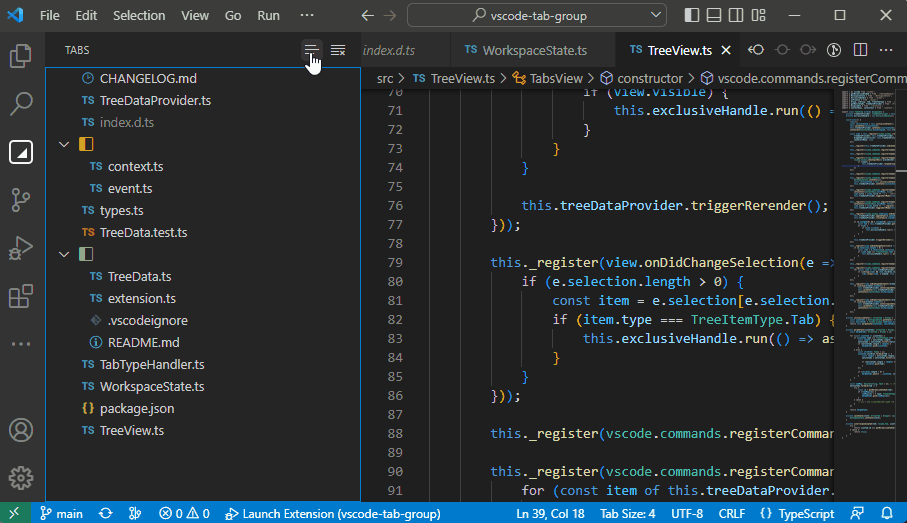 File Edit Selection View Go Run ···
vscode-tab-group
TABS
index.d.ts
TS WorkspaceState.ts
TS TreeView.ts
src > TS TreeView.ts > TabsView > constructor > vscode.commands.registerComm
CHANGELOG.md
TS TreeDataProvider.ts
TS index.d.ts
TS context.ts
TS event.ts
TS types.ts
TS TreeData.test.ts
TS TreeData.ts
TS extension.ts
.vscodeignore
README.md
TS TabTypeHandler.ts
TS WorkspaceState.ts
{} package.json
TS TreeView.ts
70 if (view.visible) {
71 this.exclusiveHandle.run(() =
72 }
73 }
74 }
75
76 this.treeDataProvider.triggerRerender();
77 }));
78
79 this._register(view.onDidChangeSelection(e =>
80 if (e.selection.length > 0) {
81 const item = e.selection[e.selection.
82 if (item.type === TreeItemType.Tab) {
83 this.exclusiveHandle.run(() => as
84 }
85 }
86 }));
87
88 this._register(vscode.commands.registerComman
89
90 this._register(vscode.commands.registerComman
91 for (const item of this.treeDataProvider.
main 0 0 Launch Extension (vscode-tab-group) Ln 39, Col 18 Tab Size: 4 UTF-8 CRLF {} TypeScript